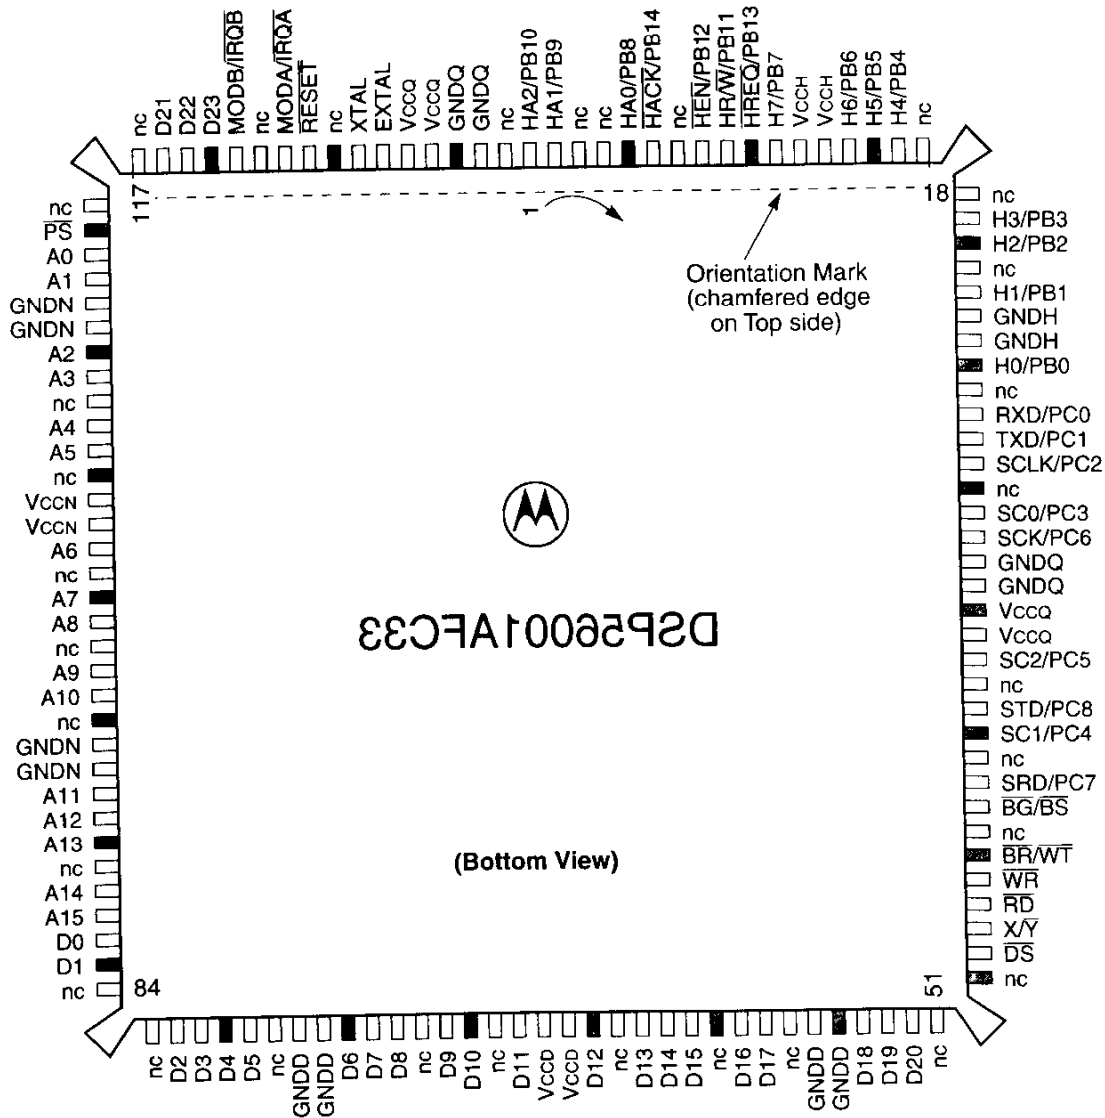 nc
D21
D22
D23
MODB/IRQB
nc
MODA/IRQA
RESET
nc
XTAL
EXTAL
VCCQ
VCCQ
GNDQ
GNDQ
nc
HA2/PB10
HA1/PB9
nc
nc
HA0/PB8
HACK/PB14
nc
HEN/PB12
HR/W/PB11
HREQ/PB13
H7/PB7
VCCH
VCCH
H6/PB6
H5/PB5
H4/PB4
nc
117
1
18
Orientation Mark
(chamfered edge
on Top side)
nc
PS
A0
A1
GNDN
GNDN
A2
A3
nc
A4
A5
nc
VCCN
VCCN
A6
nc
A7
A8
nc
A9
A10
nc
GNDN
GNDN
A11
A12
A13
nc
A14
A15
D0
D1
nc
DSP56001AFC33
(Bottom View)
nc
H3/PB3
H2/PB2
nc
H1/PB1
GNDH
GNDH
H0/PB0
nc
RXD/PC0
TXD/PC1
SCLK/PC2
nc
SC0/PC3
SCK/PC6
GNDQ
GNDQ
VCCQ
VCCQ
SC2/PC5
nc
STD/PC8
SC1/PC4
nc
SRD/PC7
BG/BS
nc
BR/WT
WR
RD
X/Y
DS
nc
84
51
nc
D2
D3
D4
D5
nc
GNDD
GNDD
D6
D7
D8
nc
D9
D10
nc
D11
VCCD
VCCD
D12
nc
D13
D14
D15
nc
D16
D17
nc
GNDD
GNDD
D18
D19
D20
nc